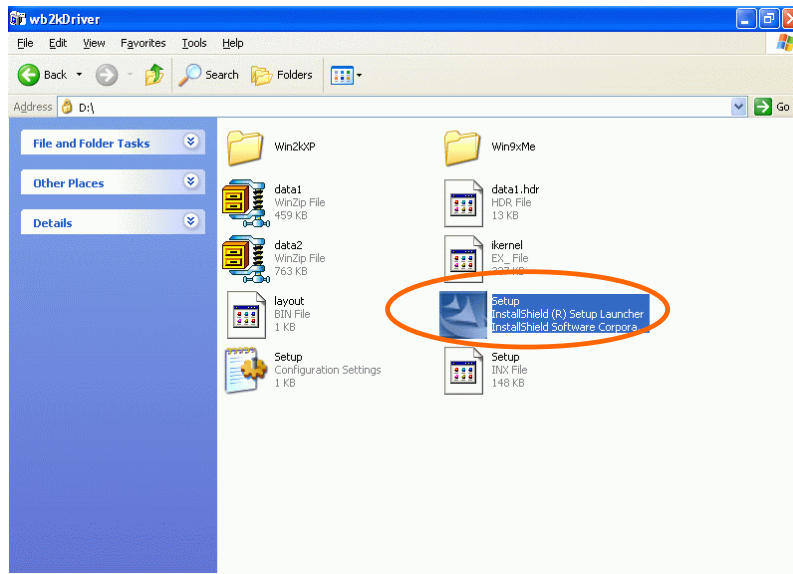 wb2kDriver
File Edit View Favorites Tools Help
Back Search Folders
Address D:\ Go
File and Folder Tasks
Other Places
Details
Win2kXP
Win9xMe
data1
WinZip File
459 KB
data1.hdr
HDR File
13 KB
data2
WinZip File
763 KB
ikernel
EX_ File
layout
BIN File
1 KB
Setup
InstallShield (R) Setup Launcher
InstallShield Software Corpora...
Setup
Configuration Settings
1 KB
Setup
INX File
148 KB